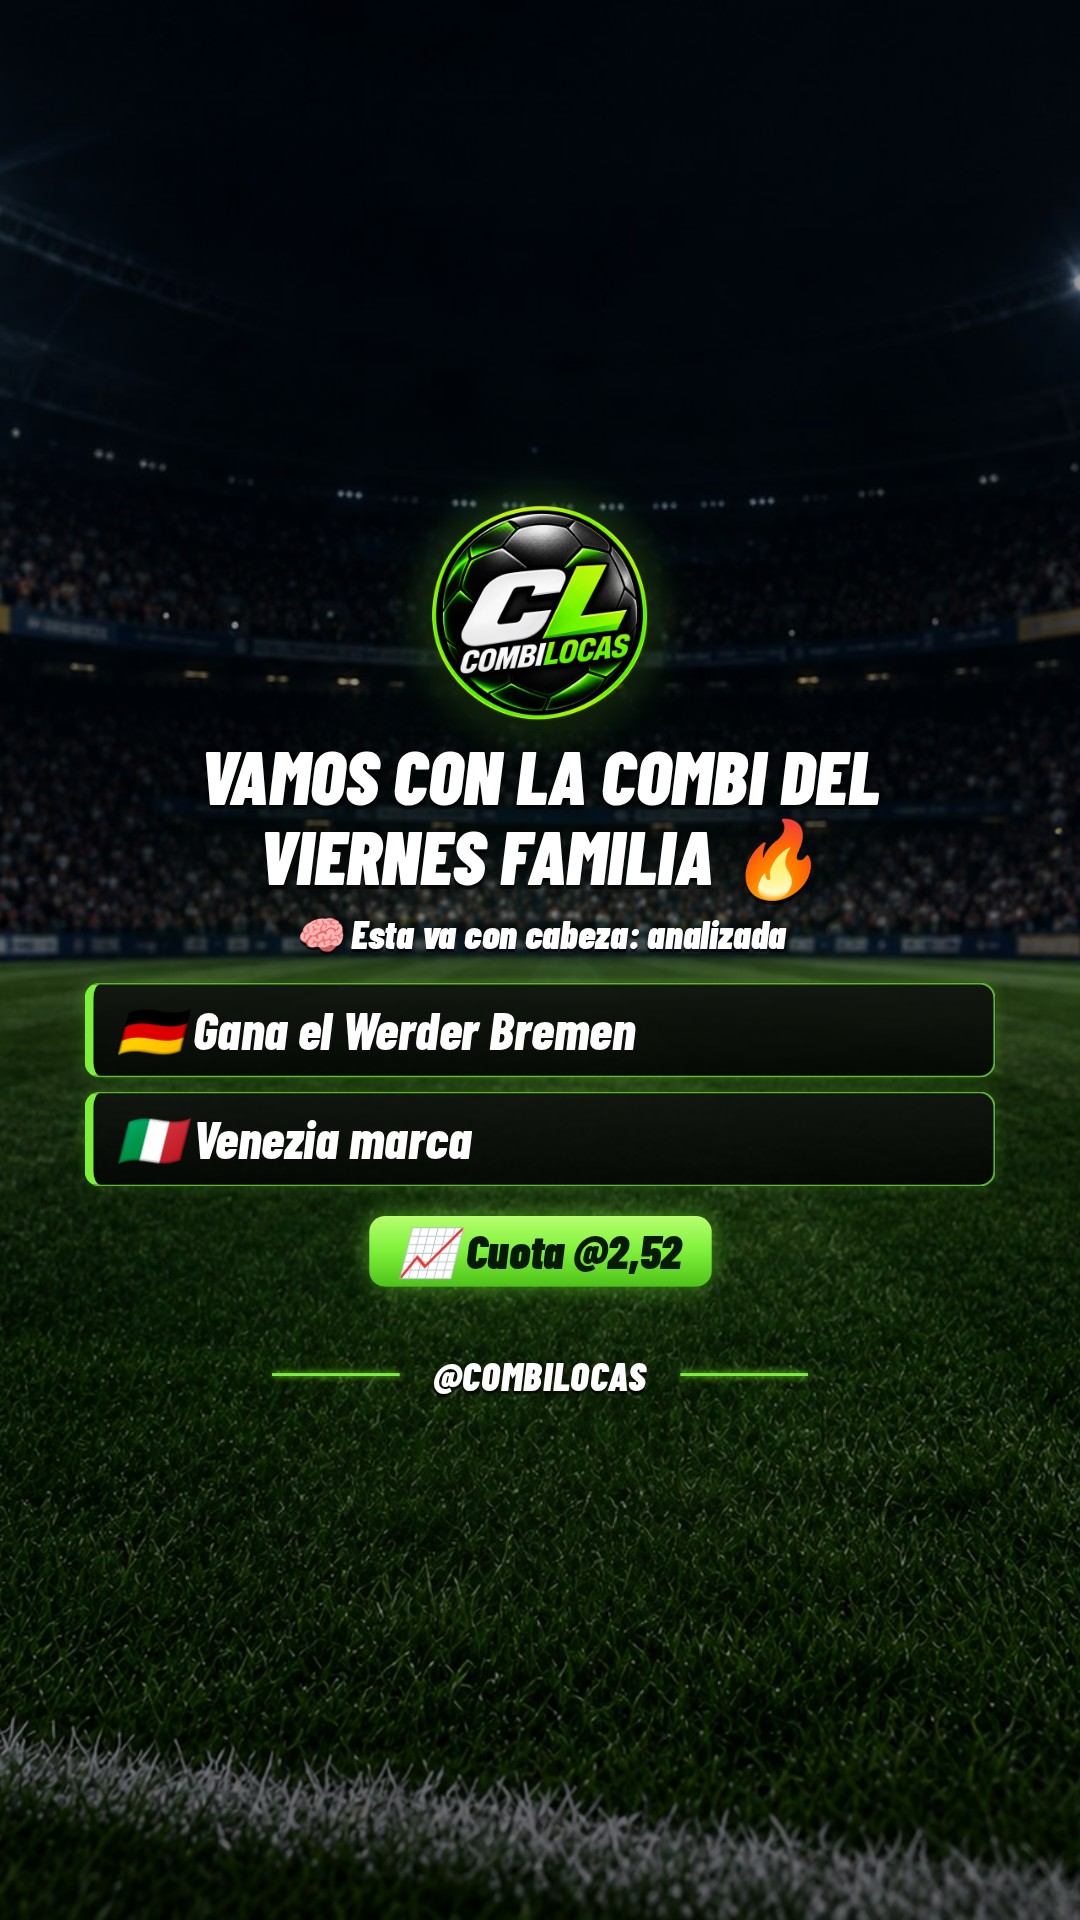 CL
COMBILOCAS
VAMOS CON LA COMBI DEL
VIERNES FAMILIA 🔥
🧠 Esta va con cabeza: analizada
🇩🇪 Gana el Werder Bremen
🇮🇹 Venezia marca
📈 Cuota @2,52
@COMBILOCAS